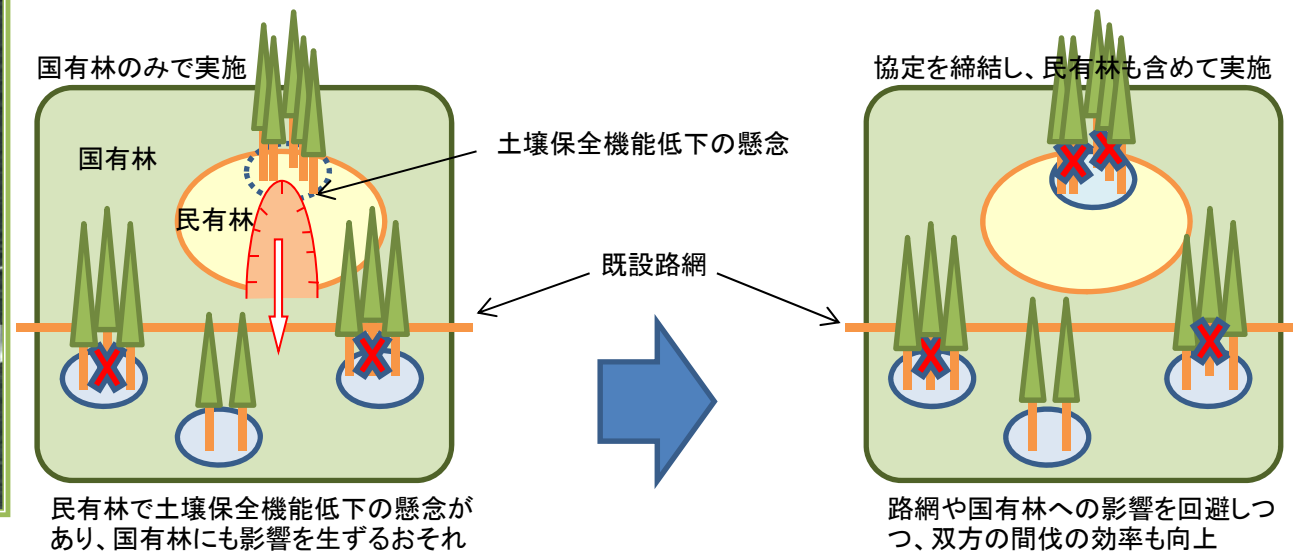 国有林のみで実施
国有林
民有林
土壌保全機能低下の懸念
既設路網
民有林で土壌保全機能低下の懸念が
あり、国有林にも影響を生ずるおそれ
協定を締結し、民有林も含めて実施
路網や国有林への影響を回避しつ
つ、双方の間伐の効率も向上